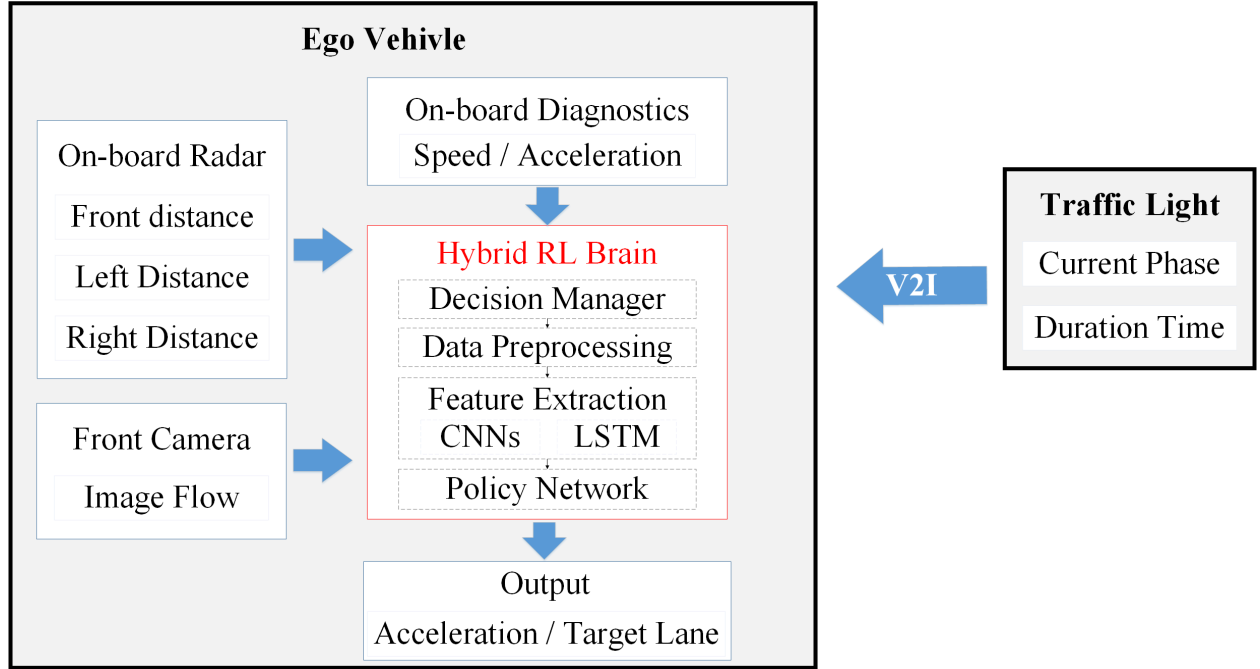 Ego Vehivle
On-board Diagnostics
Speed / Acceleration
On-board Radar
Front distance
Left Distance
Right Distance
Front Camera
Image Flow
Hybrid RL Brain
Decision Manager
Data Preprocessing
Feature Extraction
CNNs LSTM
Policy Network
Output
Acceleration / Target Lane
V2I
Traffic Light
Current Phase
Duration Time